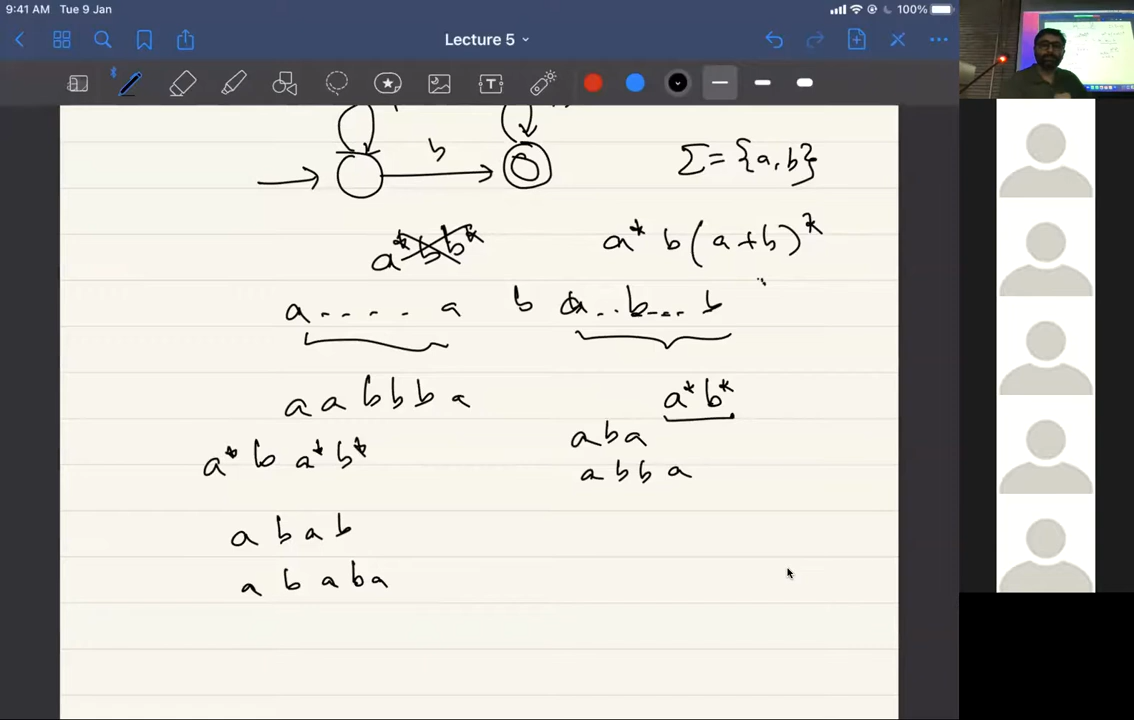 9:41 AM Tue 9 Jan
100%
Lecture 5
b
Σ = {a, b}
a* b b*
a* b (a + b)*
a . . . . a b a . . b . . . b
a a b b b a
a* b*
a b a
a* b a* b*
a b b a
a b a b
a b a b a